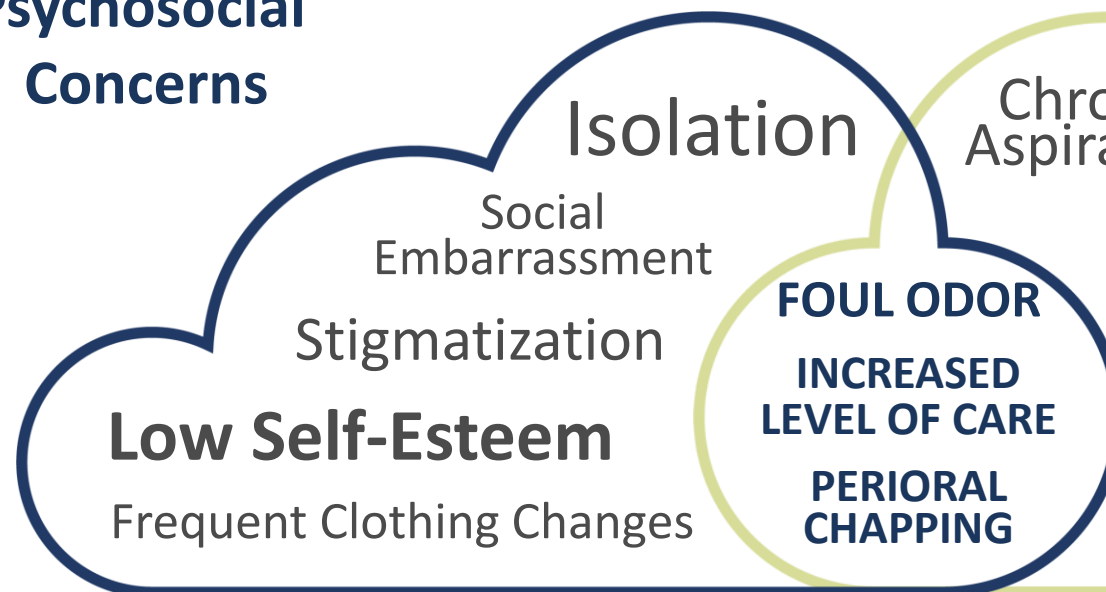 Psychosocial
Concerns
Isolation
Social
Embarrassment
Stigmatization
Low Self-Esteem
Frequent Clothing Changes
FOUL ODOR
INCREASED
LEVEL OF CARE
PERIORAL
CHAPPING